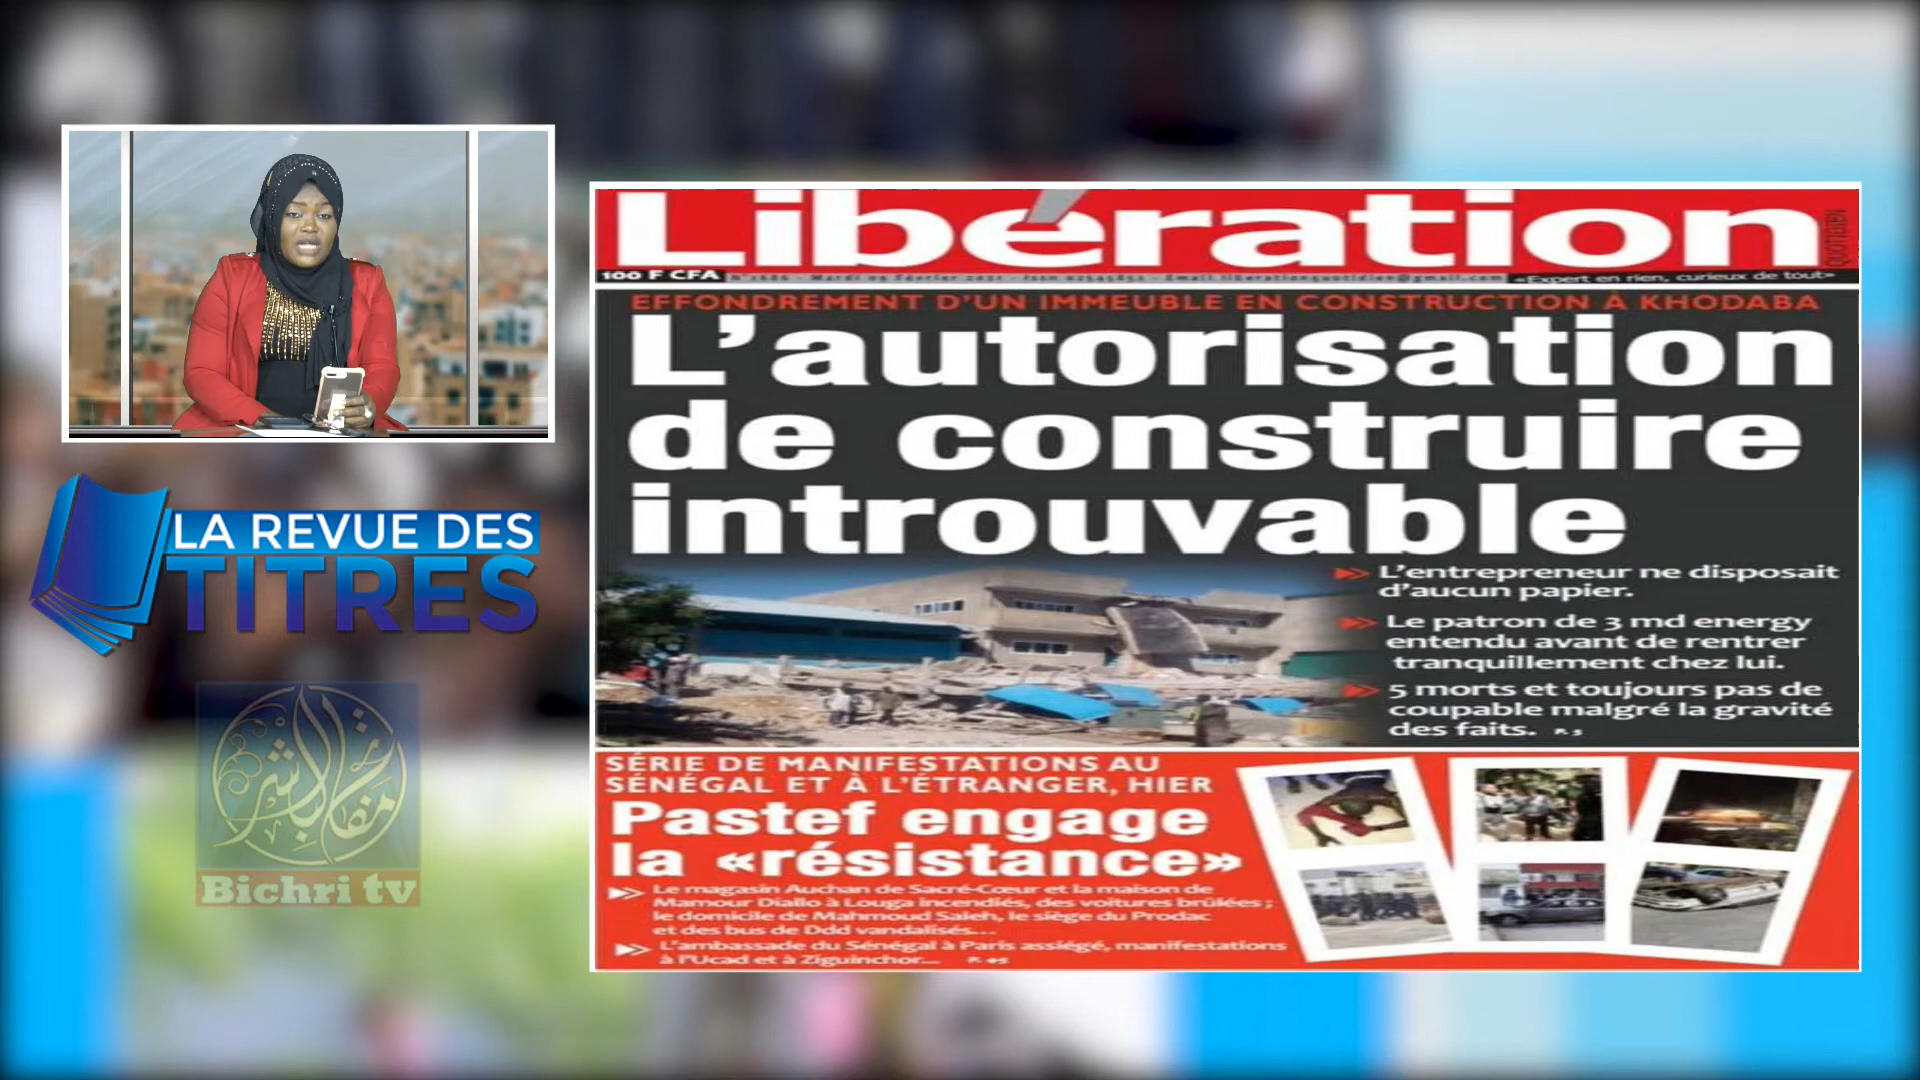 LA REVUE DES
TITRES
Bichri tv
Libération
100 F CFA
«Expert en rien, curieux de tout»
EFFONDREMENT D'UN IMMEUBLE EN CONSTRUCTION À KHODABA
L'autorisation
de construire
introuvable
L'entrepreneur ne disposait
d'aucun papier.
Le patron de 3 md energy
entendu avant de rentrer
tranquillement chez lui.
5 morts et toujours pas de
coupable malgré la gravité
des faits.
SÉRIE DE MANIFESTATIONS AU
SÉNÉGAL ET À L'ÉTRANGER, HIER
Pastef engage
la «résistance»
Le magasin Auchan de Sacré-Cœur et la maison de
Mamour Diallo à Louga incendiés, des voitures brûlées ;
le domicile de Mahmoud Saleh, le siège du Prodac
et des bus de Ddd vandalisés...
L'ambassade du Sénégal à Paris assiégé, manifestations
à l'Ucad et à Ziguinchor...